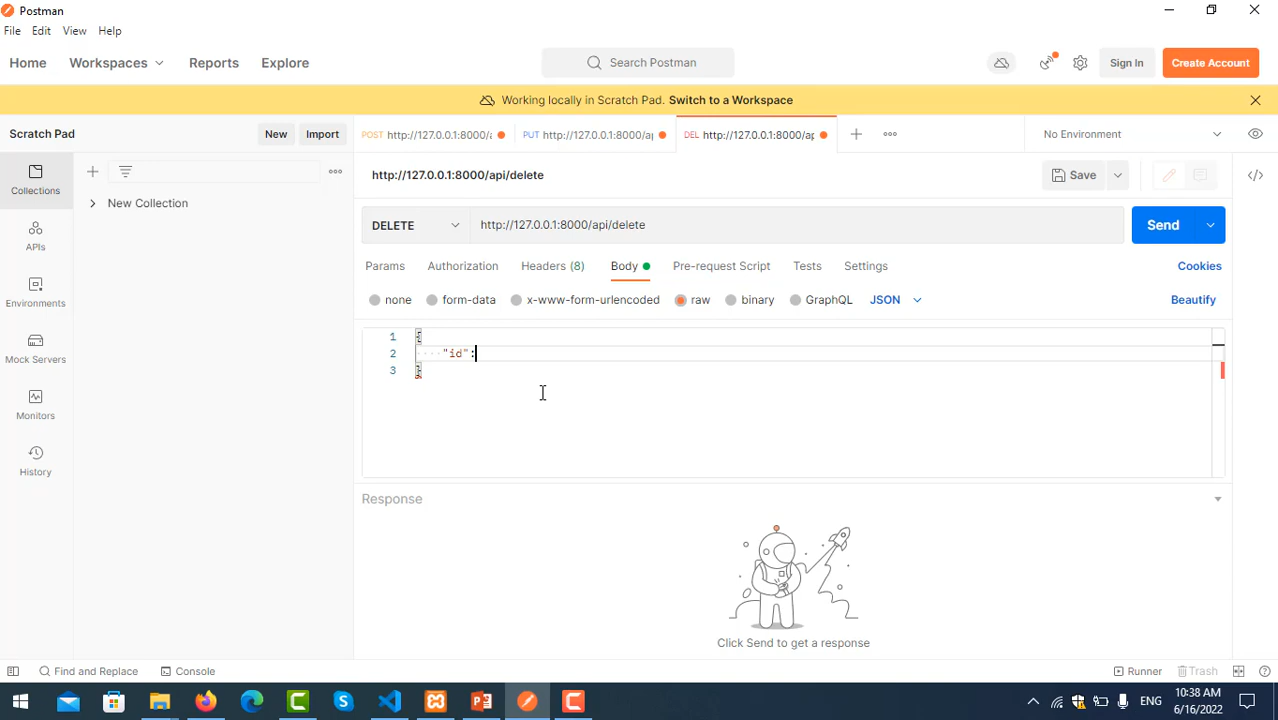 Postman
File Edit View Help
Home Workspaces Reports Explore Search Postman Sign In Create Account
Working locally in Scratch Pad. Switch to a Workspace
Scratch Pad New Import POST http://127.0.0.1:8000/a PUT http://127.0.0.1:8000/ap DEL http://127.0.0.1:8000/ap No Environment
Collections http://127.0.0.1:8000/api/delete Save
New Collection
APIs DELETE http://127.0.0.1:8000/api/delete Send
Params Authorization Headers (8) Body Pre-request Script Tests Settings Cookies
Environments none form-data x-www-form-urlencoded raw binary GraphQL JSON Beautify
1 {
Mock Servers 2 "id":
3 }
Monitors
History
Response
Click Send to get a response
Find and Replace Console Runner Trash
ENG 10:38 AM
6/16/2022